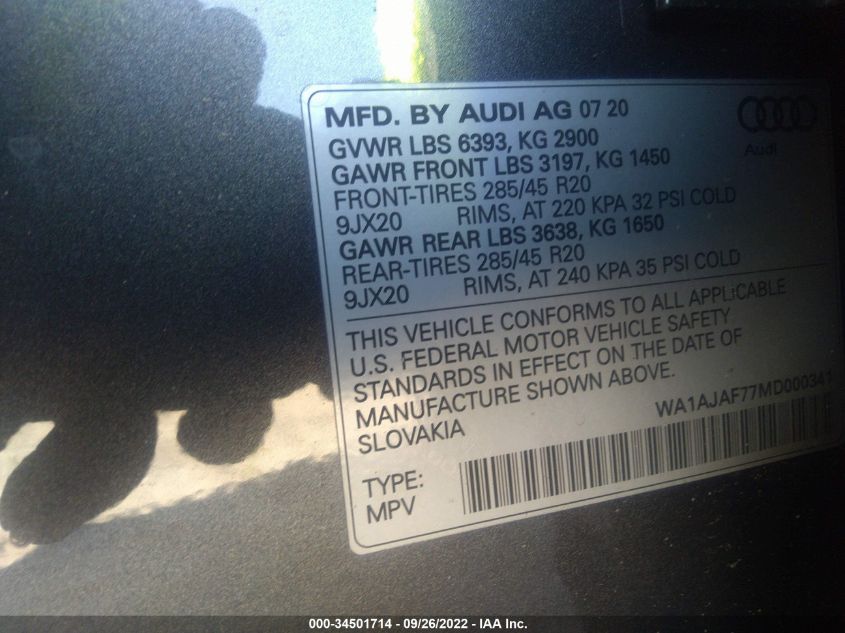 MFD. BY AUDI AG 07 20
GVWR LBS 6393, KG 2900
GAWR FRONT LBS 3197, KG 1450
FRONT-TIRES 285/45 R20
9JX20 RIMS, AT 220 KPA 32 PSI COLD
GAWR REAR LBS 3638, KG 1650
REAR-TIRES 285/45 R20
9JX20 RIMS, AT 240 KPA 35 PSI COLD
Audi
THIS VEHICLE CONFORMS TO ALL APPLICABLE
U.S. FEDERAL MOTOR VEHICLE SAFETY
STANDARDS IN EFFECT ON THE DATE OF
MANUFACTURE SHOWN ABOVE.
SLOVAKIA
WA1AJAF77MD000341
TYPE:
MPV
000-34501714 — 09/26/2022 — IAA Inc.